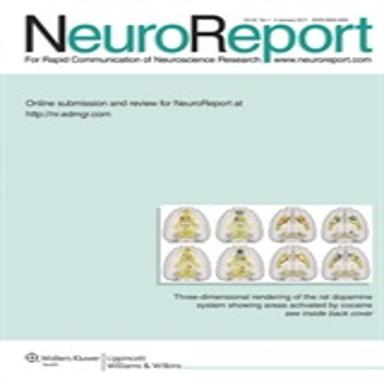 NeuroReport
For Rapid Communication of Neuroscience Research www.neuroreport.com
Online submission and review for NeuroReport at
http://nr.edmgr.com
Three-dimensional rendering of the rat dopamine
system showing areas activated by cocaine
see inside back cover
Wolters Kluwer Lippincott
Health Williams & Wilkins